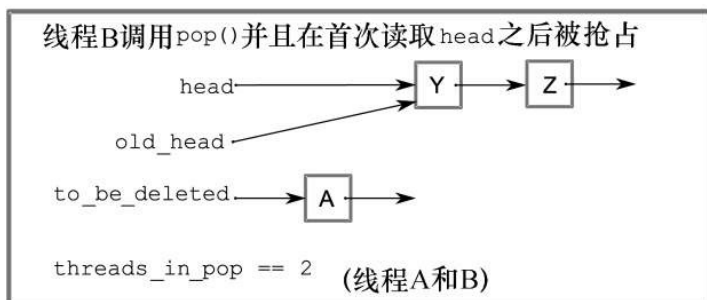 线程B调用pop()并且在首次读取head之后被抢占
head Y Z
old_head
to_be_deleted A
threads_in_pop == 2 (线程A和B)